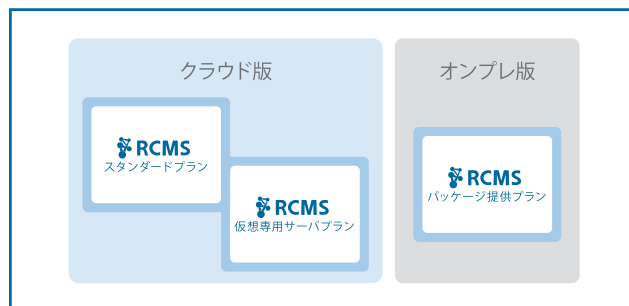 クラウド版
オンプレ版
RCMS
スタンダードプラン
RCMS
仮想専用サーバプラン
RCMS
パッケージ提供プラン